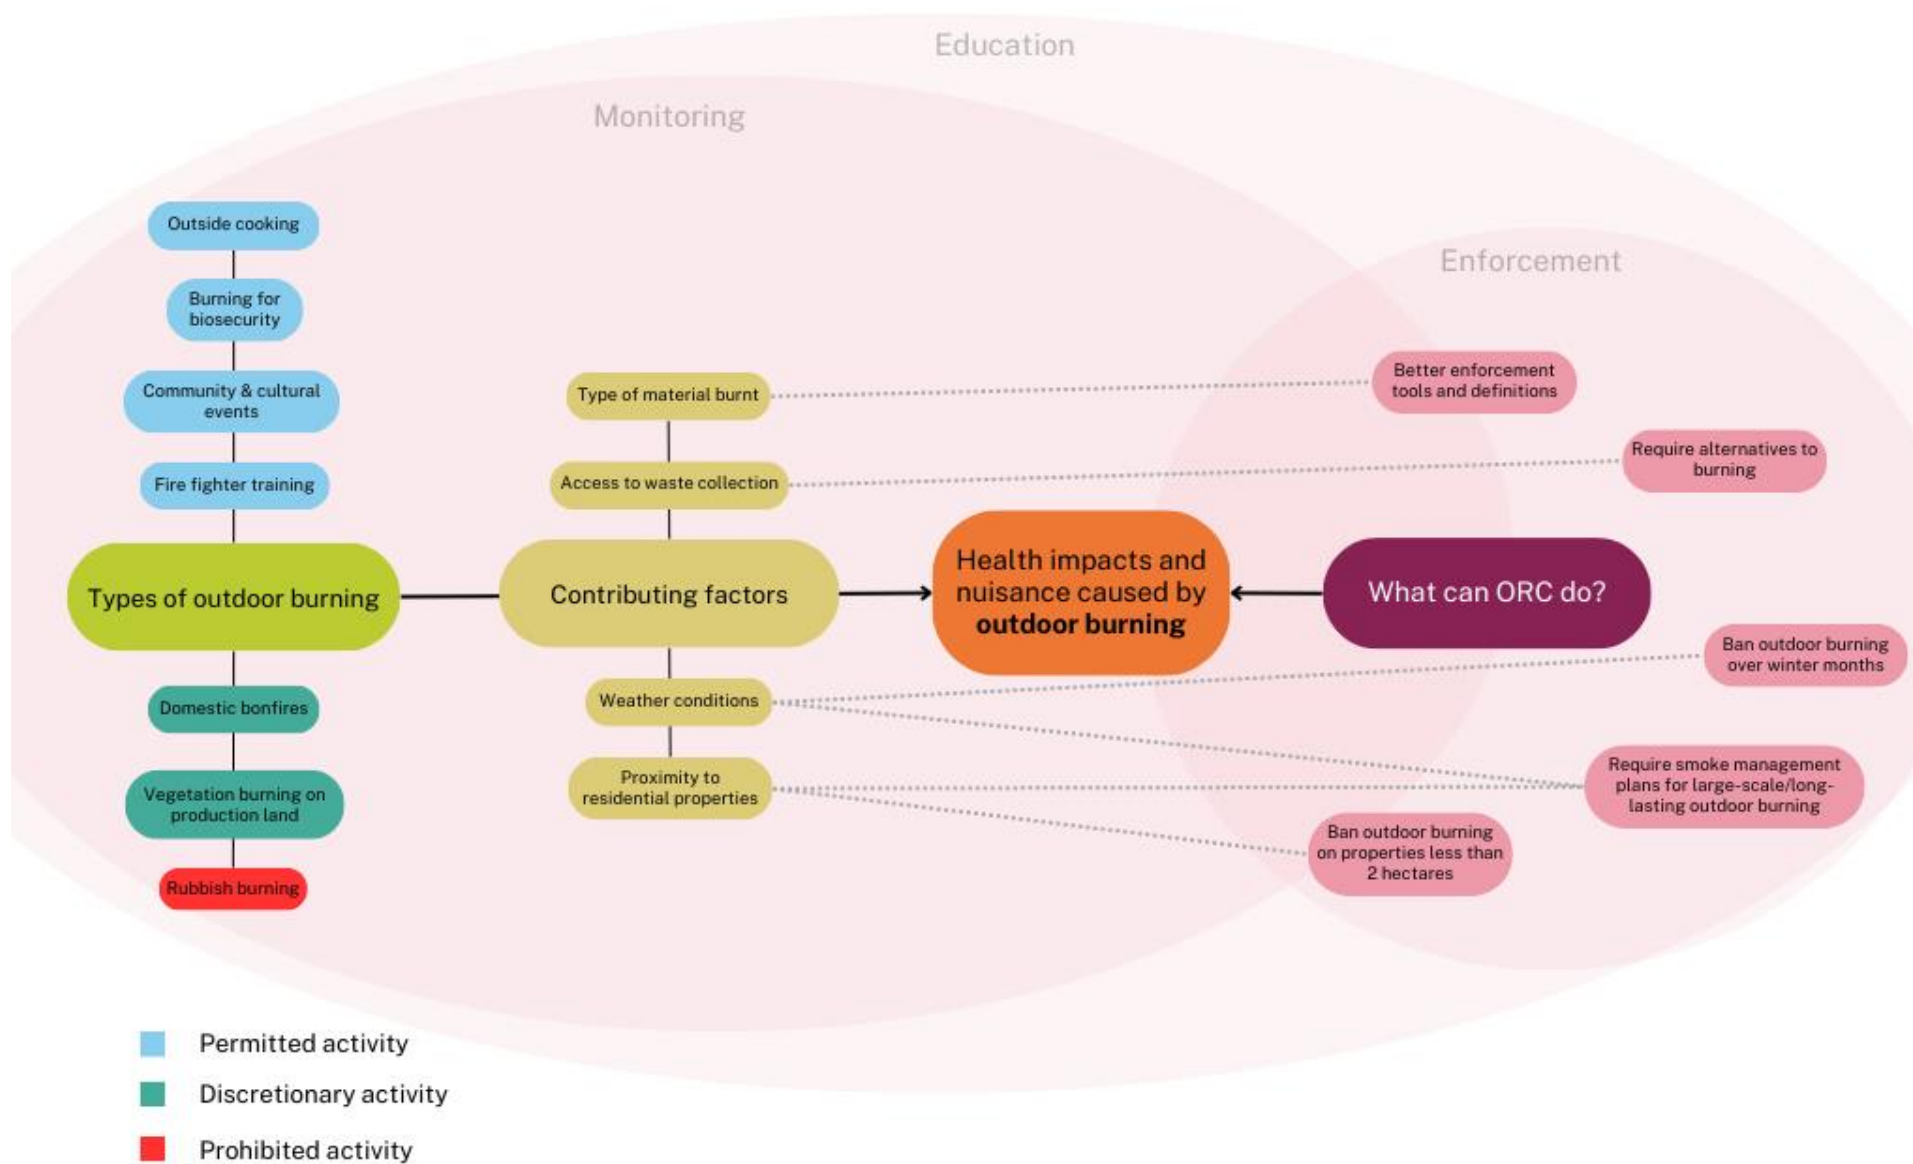 Education
Monitoring
Enforcement
Outside cooking
Burning for
biosecurity
Community & cultural
events
Fire fighter training
Types of outdoor burning
Domestic bonfires
Vegetation burning on
production land
Rubbish burning
Type of material burnt
Access to waste collection
Contributing factors
Weather conditions
Proximity to
residential properties
Health impacts and
nuisance caused by
outdoor burning
What can ORC do?
Better enforcement
tools and definitions
Require alternatives to
burning
Ban outdoor burning
over winter months
Require smoke management
plans for large-scale/long-
lasting outdoor burning
Ban outdoor burning
on properties less than
2 hectares
Permitted activity
Discretionary activity
Prohibited activity